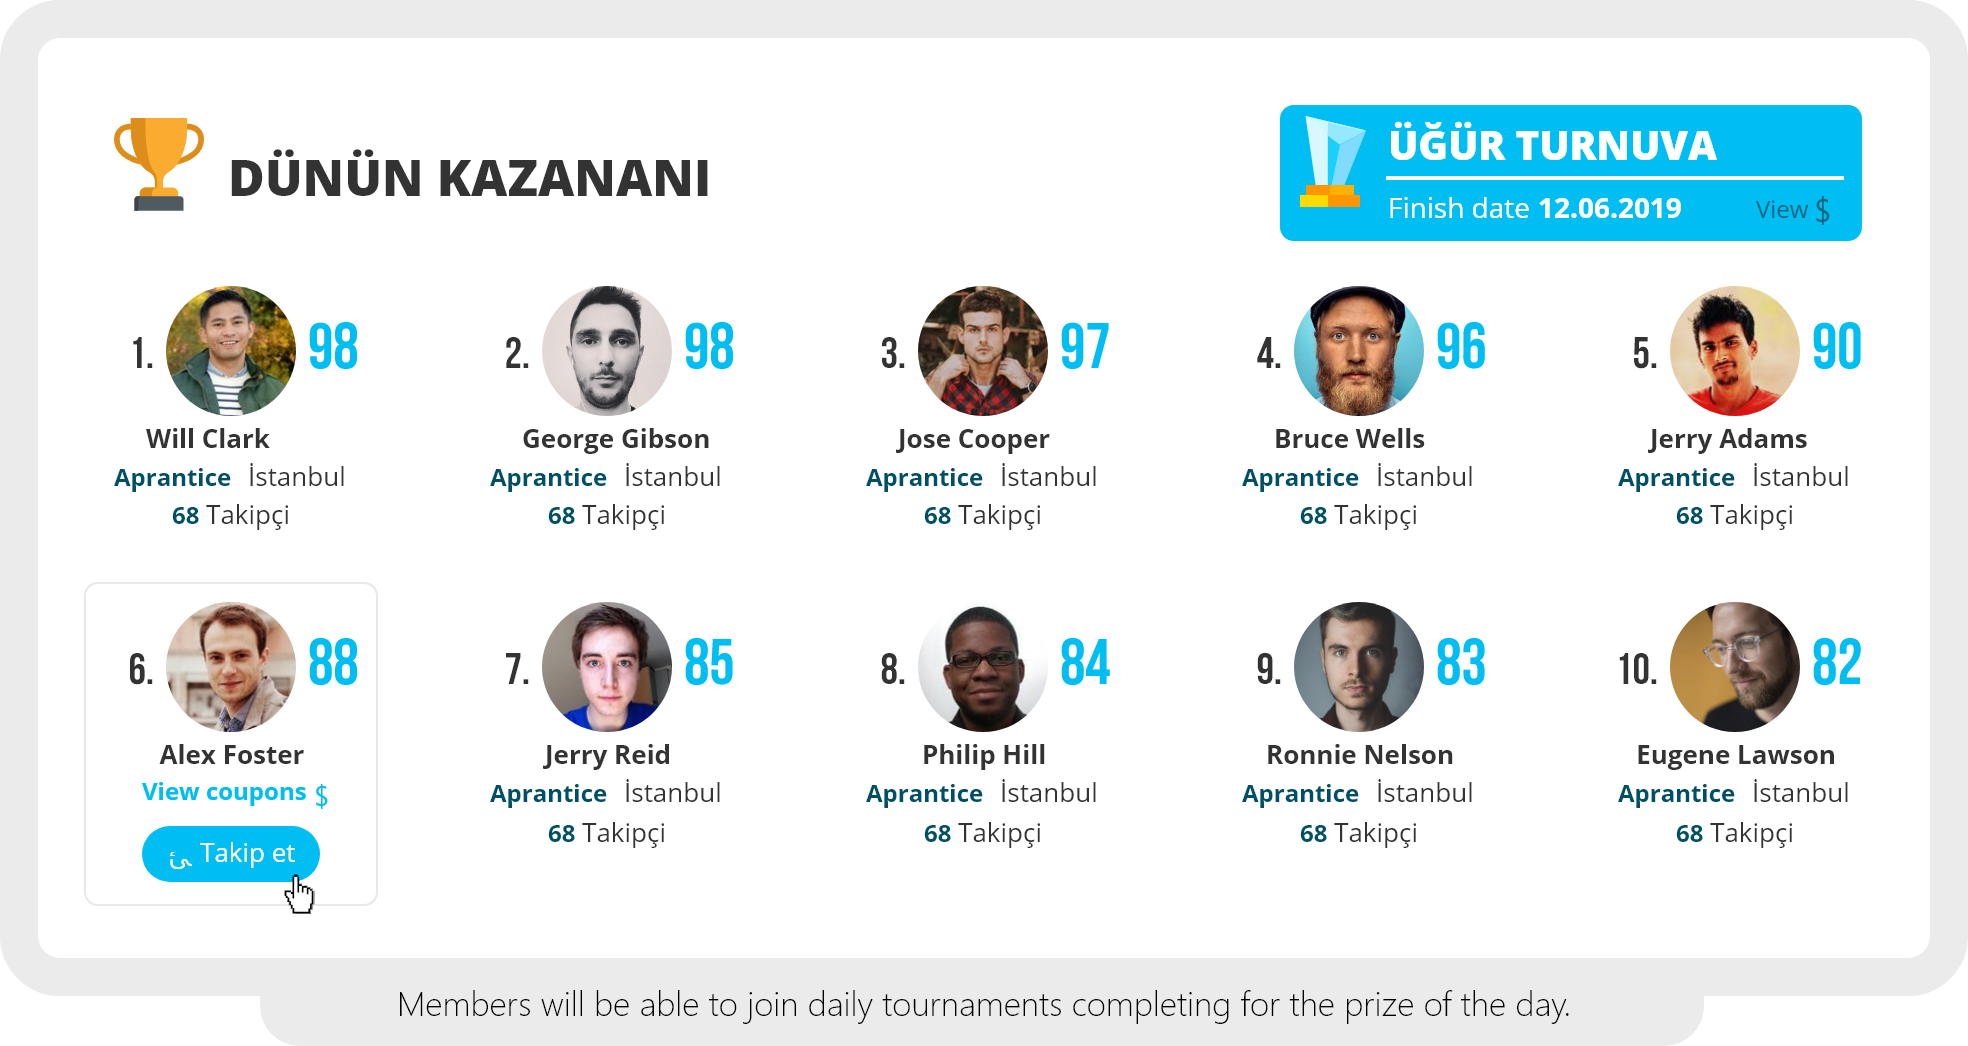 DÜNÜN KAZANANI
ÜĞÜR TURNUVA
Finish date 12.06.2019 View $
1. 98
Will Clark
Aprantice İstanbul
68 Takipçi
2. 98
George Gibson
Aprantice İstanbul
68 Takipçi
3. 97
Jose Cooper
Aprantice İstanbul
68 Takipçi
4. 96
Bruce Wells
Aprantice İstanbul
68 Takipçi
5. 90
Jerry Adams
Aprantice İstanbul
68 Takipçi
6. 88
Alex Foster
View coupons $
ئ Takip et
7. 85
Jerry Reid
Aprantice İstanbul
68 Takipçi
8. 84
Philip Hill
Aprantice İstanbul
68 Takipçi
9. 83
Ronnie Nelson
Aprantice İstanbul
68 Takipçi
10. 82
Eugene Lawson
Aprantice İstanbul
68 Takipçi
Members will be able to join daily tournaments completing for the prize of the day.